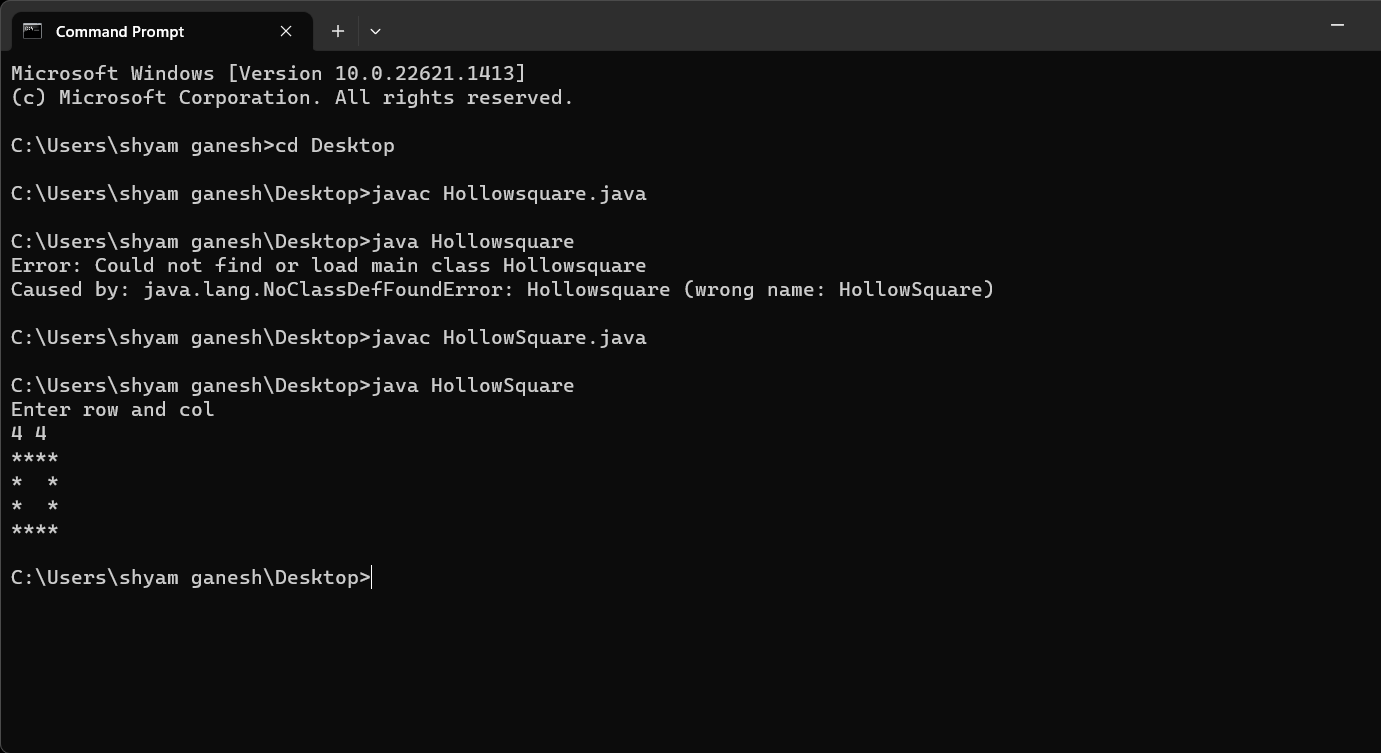 Command Prompt
Microsoft Windows [Version 10.0.22621.1413]
(c) Microsoft Corporation. All rights reserved.
C:\Users\shyam ganesh>cd Desktop
C:\Users\shyam ganesh\Desktop>javac Hollowsquare.java
C:\Users\shyam ganesh\Desktop>java Hollowsquare
Error: Could not find or load main class Hollowsquare
Caused by: java.lang.NoClassDefFoundError: Hollowsquare (wrong name: HollowSquare)
C:\Users\shyam ganesh\Desktop>javac HollowSquare.java
C:\Users\shyam ganesh\Desktop>java HollowSquare
Enter row and col
4 4
****
*  *
*  *
****
C:\Users\shyam ganesh\Desktop>